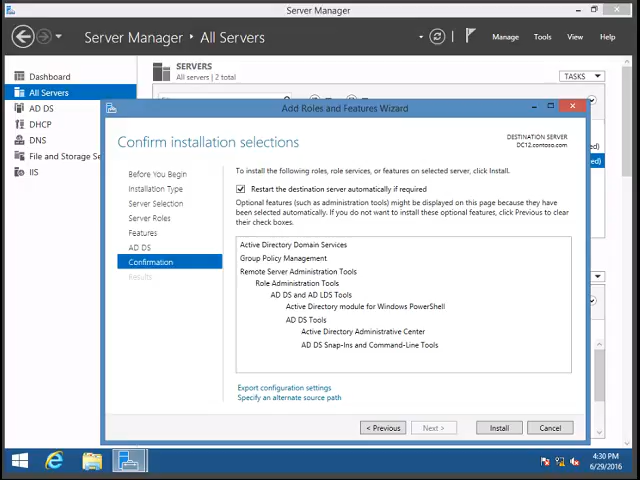 Server Manager
Server Manager • All Servers
Manage
Tools
View
Help
Dashboard
All Servers
AD DS
DHCP
DNS
File and Storage Se
IIS
SERVERS
All servers | 2 total
TASKS
Add Roles and Features Wizard
Confirm installation selections
DESTINATION SERVER
DC12.contoso.com
Before You Begin
Installation Type
Server Selection
Server Roles
Features
AD DS
Confirmation
Results
To install the following roles, role services, or features on selected server, click Install.
Restart the destination server automatically if required
Optional features (such as administration tools) might be displayed on this page because they have
been selected automatically. If you do not want to install these optional features, click Previous to clear
their check boxes.
Active Directory Domain Services
Group Policy Management
Remote Server Administration Tools
Role Administration Tools
AD DS and AD LDS Tools
Active Directory module for Windows PowerShell
AD DS Tools
Active Directory Administrative Center
AD DS Snap-Ins and Command-Line Tools
Export configuration settings
Specify an alternate source path
< Previous
Next >
Install
Cancel
4:30 PM
6/29/2016